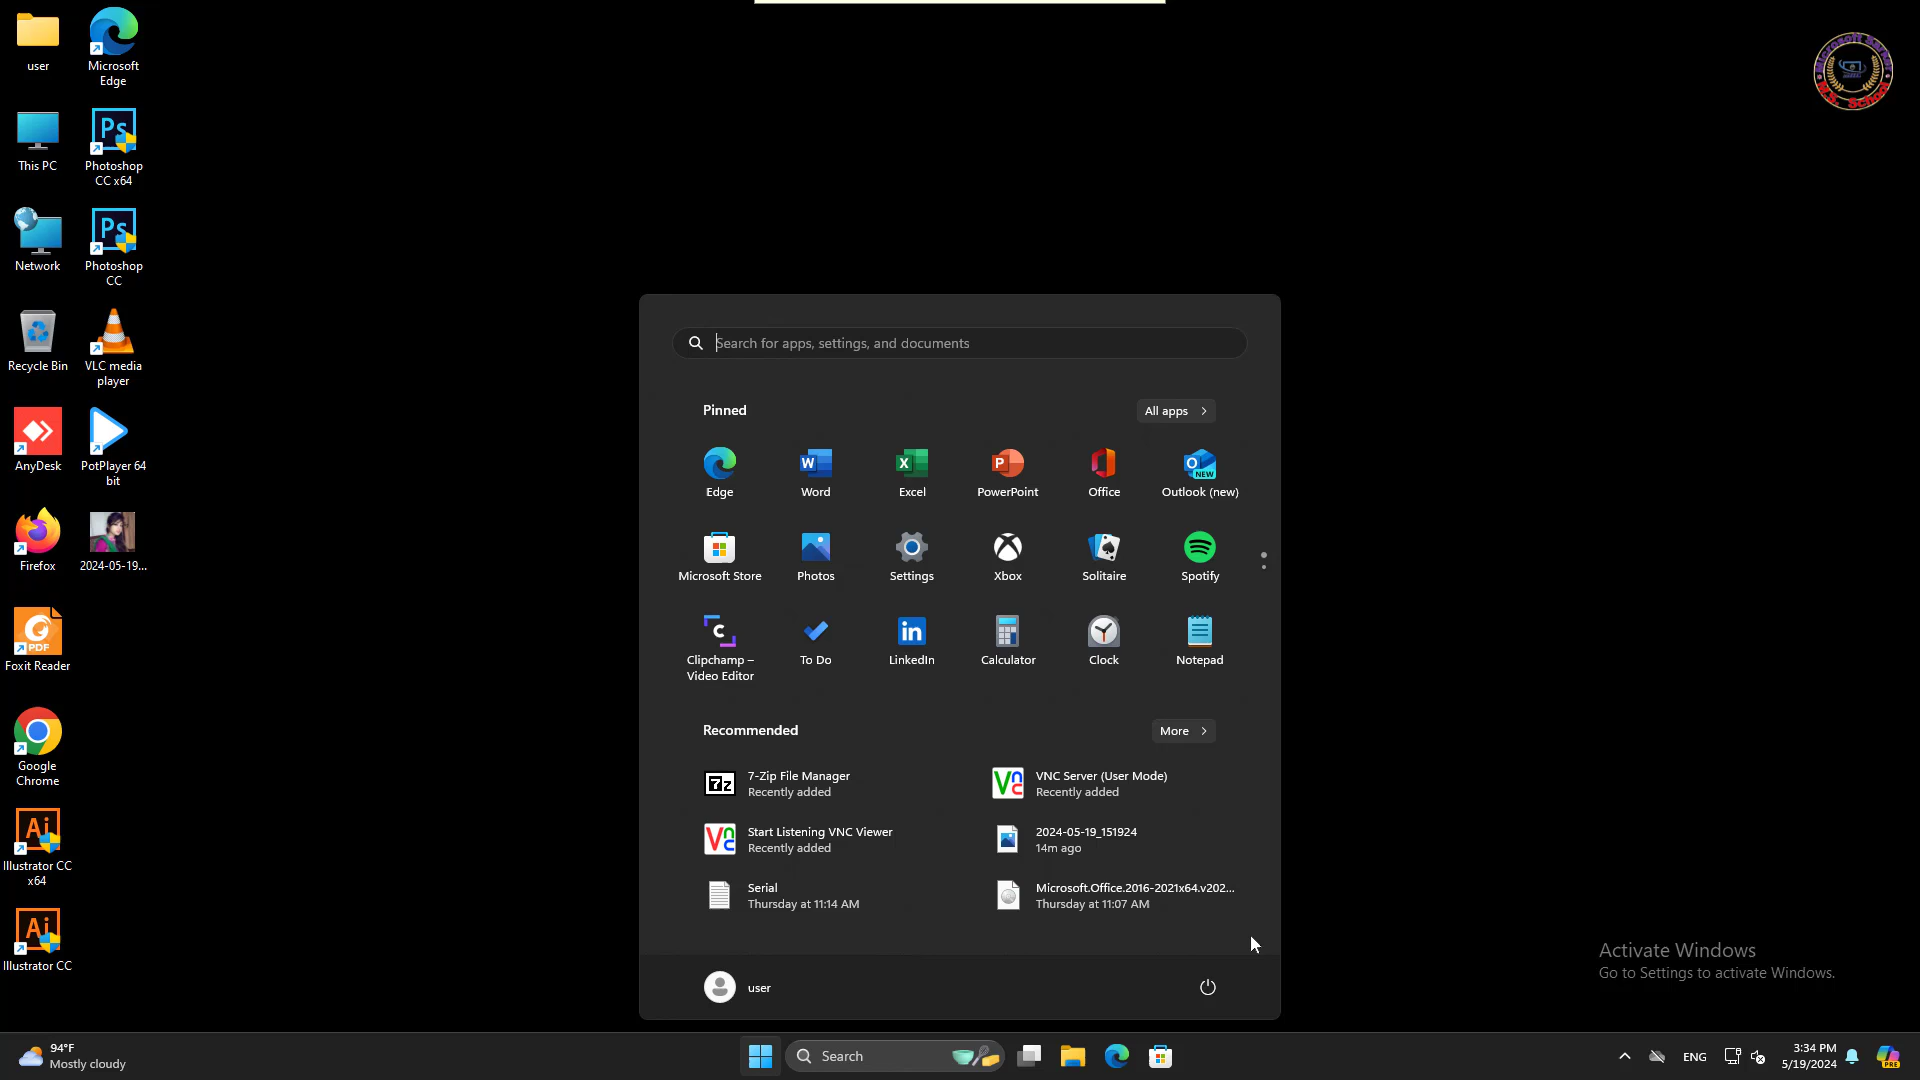 user
Microsoft
Edge
This PC
Photoshop
CC x64
Network
Photoshop
CC
Recycle Bin
VLC media
player
AnyDesk
PotPlayer 64
bit
Firefox
2024-05-19...
Foxit Reader
PDF
Google
Chrome
Illustrator CC
x64
Illustrator CC
Microsoft Sarker
M.S. School
Search for apps, settings, and documents
Pinned
All apps
Edge
Word
Excel
PowerPoint
Office
Outlook (new)
Microsoft Store
Photos
Settings
Xbox
Solitaire
Spotify
Clipchamp –
Video Editor
To Do
LinkedIn
Calculator
Clock
Notepad
Recommended
More
7-Zip File Manager
Recently added
VNC Server (User Mode)
Recently added
Start Listening VNC Viewer
Recently added
2024-05-19_151924
14m ago
Serial
Thursday at 11:14 AM
Microsoft.Office.2016-2021x64.v202...
Thursday at 11:07 AM
user
Activate Windows
Go to Settings to activate Windows.
94°F
Mostly cloudy
Search
ENG
3:34 PM
5/19/2024